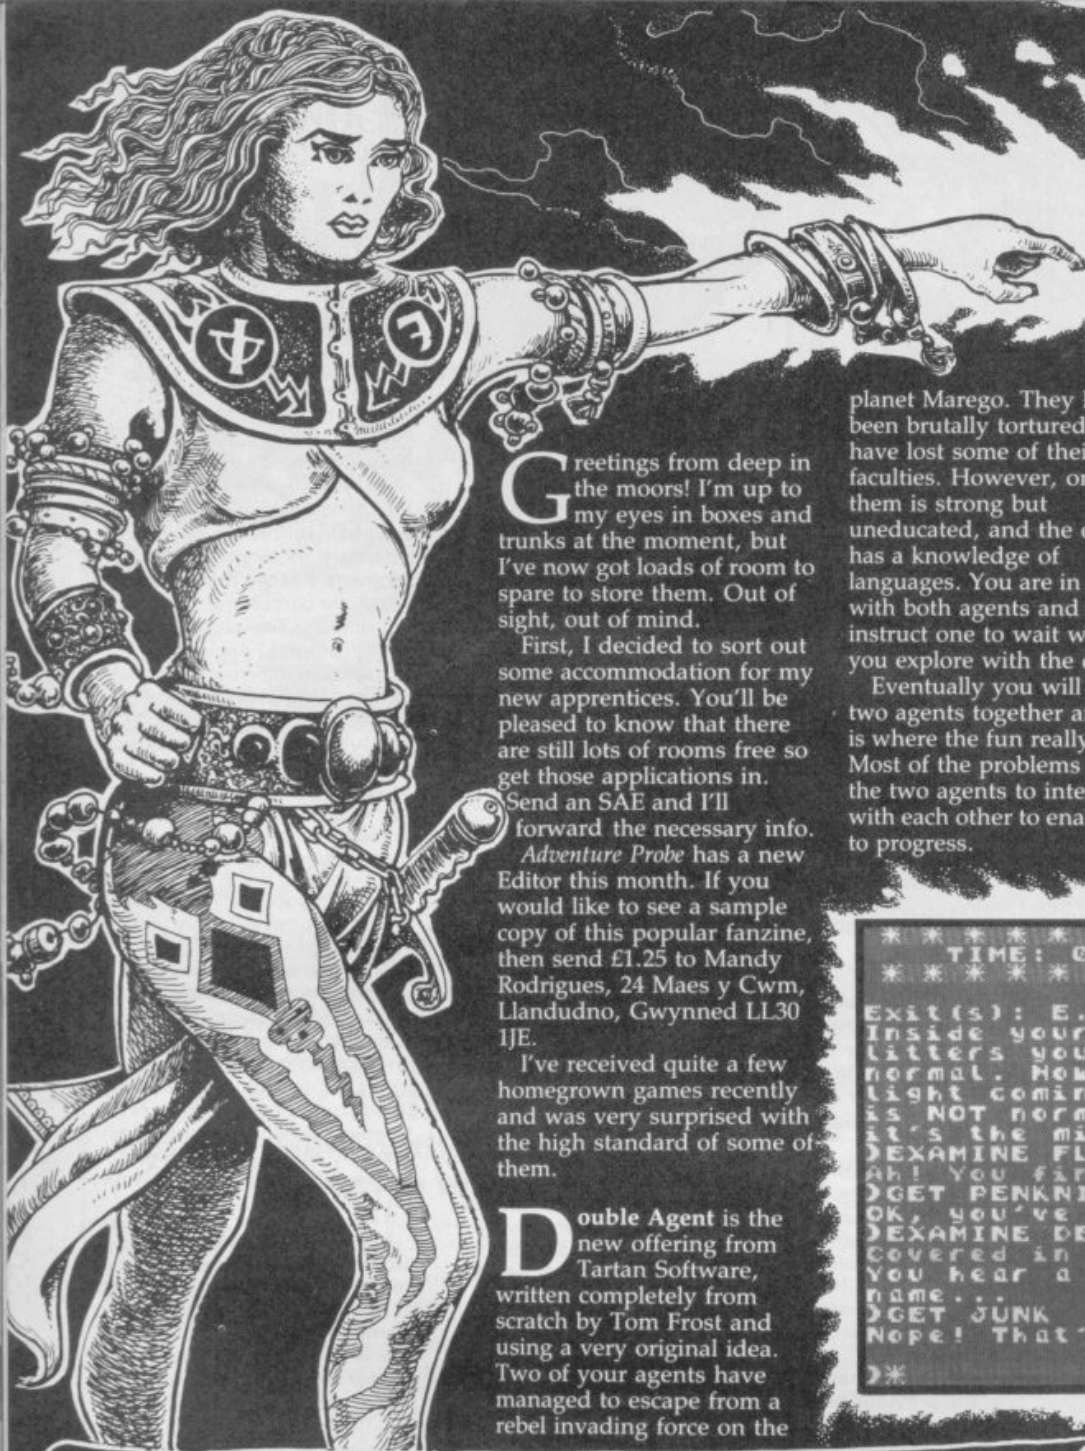 Greetings from deep in
the moors! I'm up to
my eyes in boxes and
trunks at the moment, but
I've now got loads of room to
spare to store them. Out of
sight, out of mind.
First, I decided to sort out
some accommodation for my
new apprentices. You'll be
pleased to know that there
are still lots of rooms free so
get those applications in.
Send an SAE and I'll
forward the necessary info.
Adventure Probe has a new
Editor this month. If you
would like to see a sample
copy of this popular fanzine,
then send £1.25 to Mandy
Rodrigues, 24 Maes y Cwm,
Llandudno, Gwynned LL30
1JE.
I've received quite a few
homegrown games recently
and was very surprised with
the high standard of some of
them.
Double Agent is the
new offering from
Tartan Software,
written completely from
scratch by Tom Frost and
using a very original idea.
Two of your agents have
managed to escape from a
rebel invading force on the
planet Marego. They
been brutally tortured
have lost some of
faculties. However,
them is strong but
uneducated, and the
has a knowledge of
languages. You are in
with both agents and
instruct one to wait
you explore with the
Eventually you will
two agents together
is where the fun really
Most of the problems
the two agents to
with each other to
to progress.
* * * * *
TIME:
* * * * *
Exit(s): E.
Inside your
litters you
normal.
light
is NOT
it's the
>EXAMINE
Ah! You
>GET
OK, you've
>EXAMINE
covered in
You hear a
name...
>GET JUNK
Nope!
>*